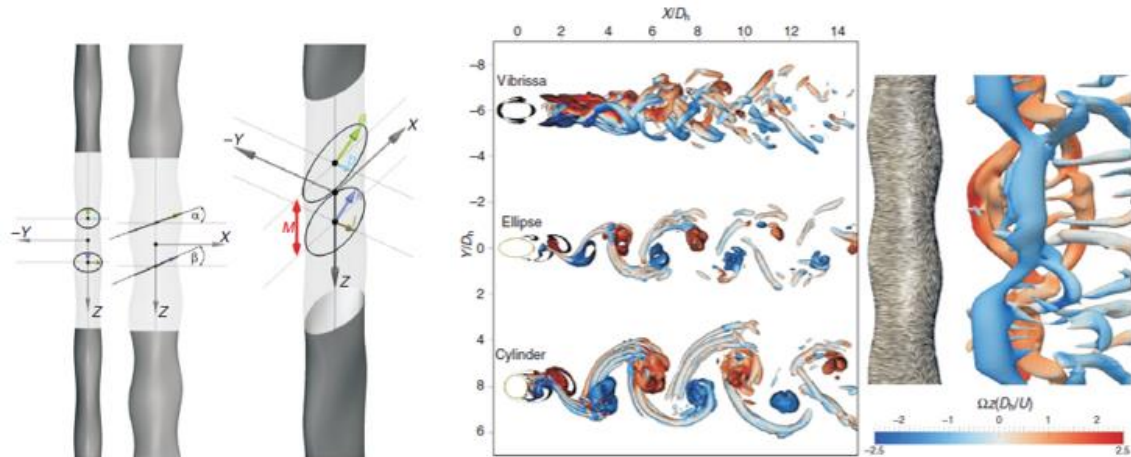 -Y
X
Z
Z
α
β
-Y
X
M
Z
X/Dh
0 2 4 6 8 10 12 14
Y/Dh
-8
-6
-4
-2
0
2
4
8
6
Vibrissa
Ellipse
Cylinder
Ωz(Dh/U)
-2 -1 0 1 2
-2.5 2.5